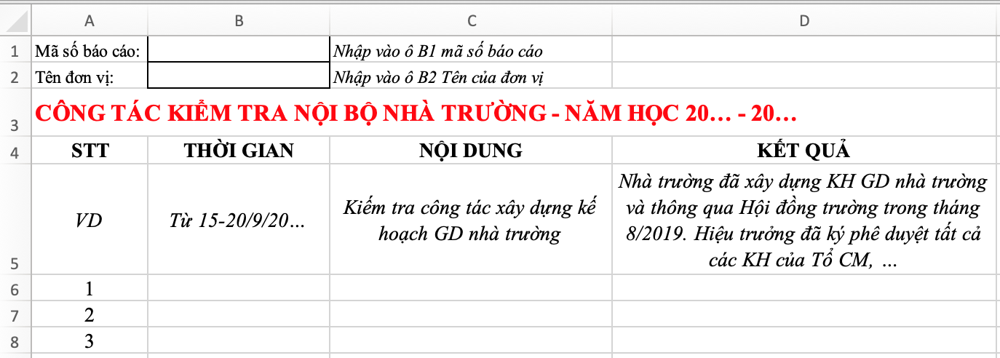 A B C D
1 Mã số báo cáo: Nhập vào ô B1 mã số báo cáo
2 Tên đơn vị: Nhập vào ô B2 Tên của đơn vị
3 CÔNG TÁC KIỂM TRA NỘI BỘ NHÀ TRƯỜNG - NĂM HỌC 20… - 20…
4 STT THỜI GIAN NỘI DUNG KẾT QUẢ
5 VD Từ 15-20/9/20…
Kiểm tra công tác xây dựng kế
hoạch GD nhà trường
Nhà trường đã xây dựng KH GD nhà trường
và thông qua Hội đồng trường trong tháng
8/2019. Hiệu trưởng đã ký phê duyệt tất cả
các KH của Tổ CM, …
6 1
7 2
8 3